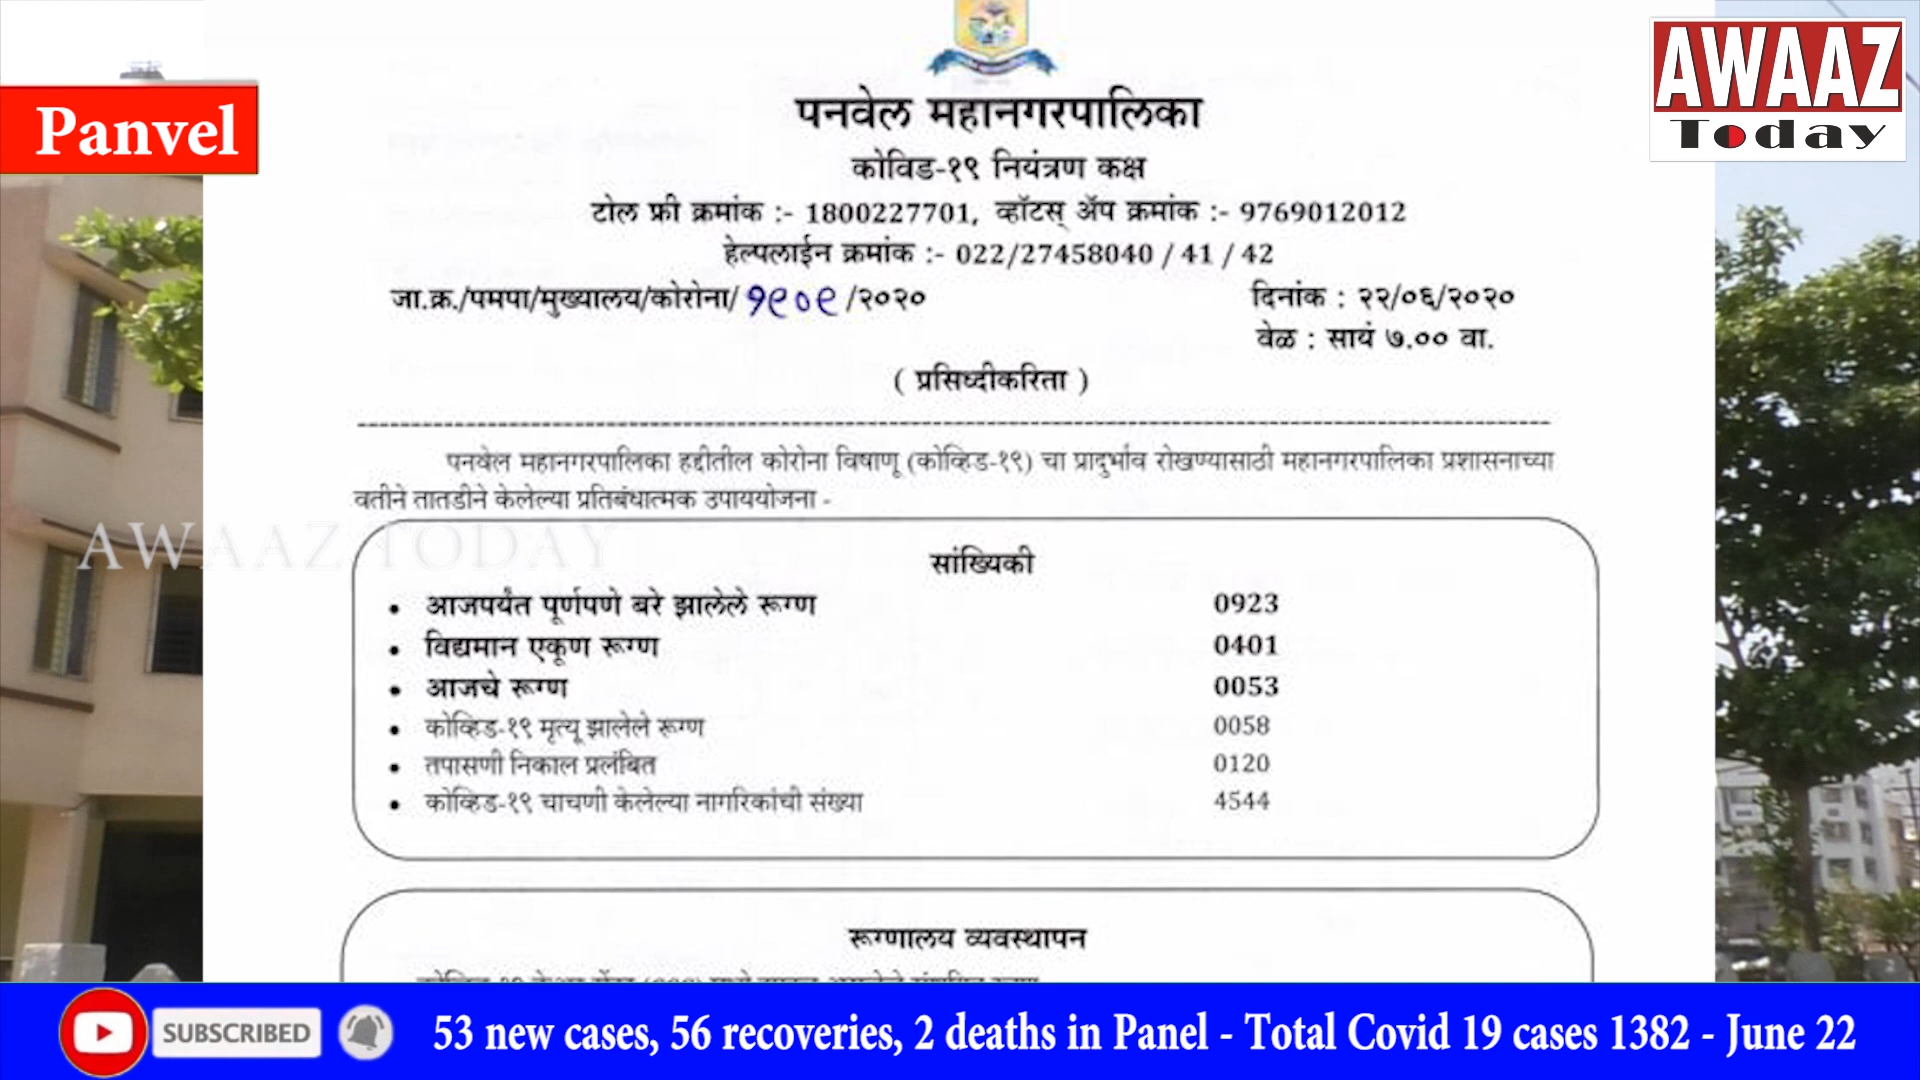 Panvel
AWAAZ
Today
पनवेल महानगरपालिका
कोविड-१९ नियंत्रण कक्ष
टोल फ्री क्रमांक :- 1800227701, व्हॉटस् ॲप क्रमांक :- 9769012012
हेल्पलाईन क्रमांक :- 022/27458040 / 41 / 42
जा.क्र./पमपा/मुख्यालय/कोरोना/ १९०९ /२०२० दिनांक : २२/०६/२०२०
वेळ : सायं ७.०० वा.
( प्रसिध्दीकरिता )
पनवेल महानगरपालिका हद्दीतील कोरोना विषाणू (कोव्हिड-१९) चा प्रादुर्भाव रोखण्यासाठी महानगरपालिका प्रशासनाच्या
वतीने तातडीने केलेल्या प्रतिबंधात्मक उपाययोजना -
AWAAZ TODAY
सांख्यिकी
• आजपर्यंत पूर्णपणे बरे झालेले रूग्ण 0923
• विद्यमान एकूण रूग्ण 0401
• आजचे रूग्ण 0053
• कोव्हिड-१९ मृत्यू झालेले रूग्ण 0058
• तपासणी निकाल प्रलंबित 0120
• कोव्हिड-१९ चाचणी केलेल्या नागरिकांची संख्या 4544
रूग्णालय व्यवस्थापन
SUBSCRIBED
53 new cases, 56 recoveries, 2 deaths in Panel - Total Covid 19 cases 1382 - June 22